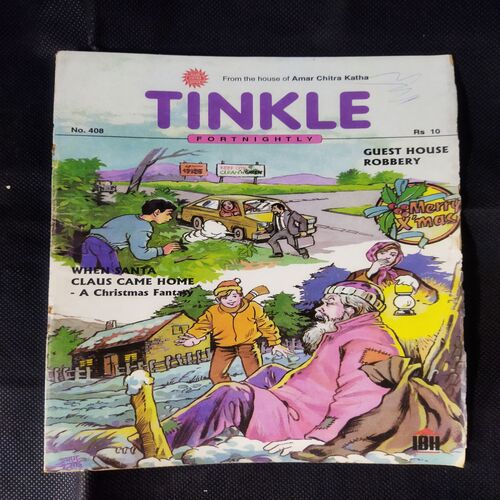 From the house of Amar Chitra Katha
TINKLE
No. 408
FORTNIGHTLY
Rs 10
GUEST HOUSE
ROBBERY
Merry
X'mas
WHEN SANTA
CLAUS CAME HOME
- A Christmas Fantasy
IBH